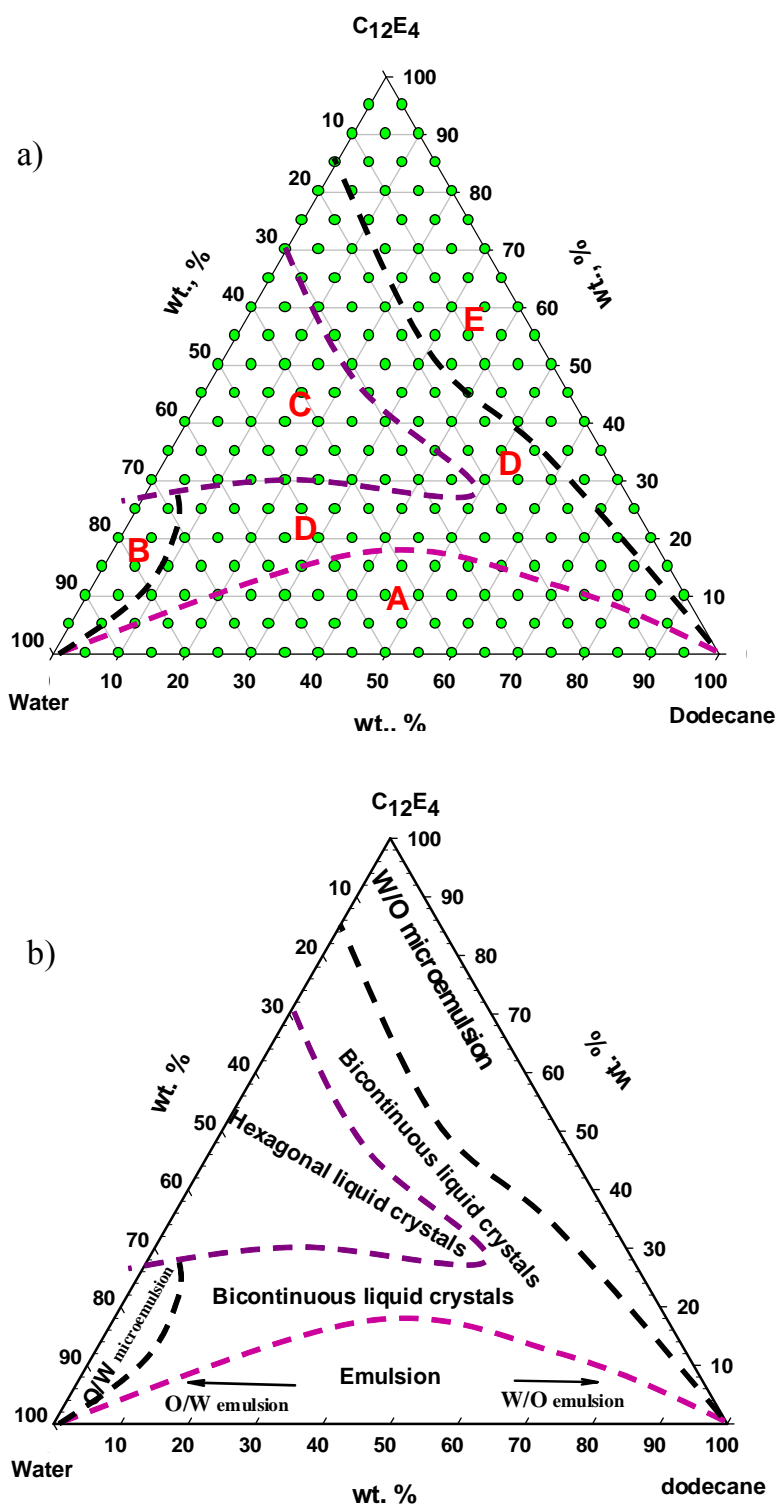 C12E4
100
10
90
a)
20
80
30
70
wt., %
wt., %
40
60
E
50
50
C
60
40
D
70
30
80
D
20
B
90
10
A
100
10 20 30 40 50 60 70 80 90 100
Water
Dodecane
wt., %
C12E4
100
10
90
W/O microemulsion
b)
20
80
30
70
wt. %
wt. %
40
60
Bicontinuous liquid crystals
50
50
Hexagonal liquid crystals
60
40
70
30
80
O/W microemulsion
Bicontinuous liquid crystals
20
90
10
Emulsion
O/W emulsion
W/O emulsion
100
10 20 30 40 50 60 70 80 90 100
Water
dodecane
wt. %